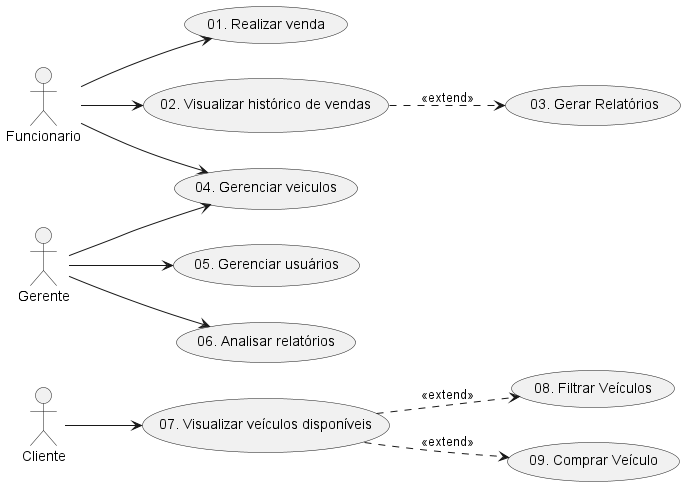 01. Realizar venda
02. Visualizar histórico de vendas
«extend»
03. Gerar Relatórios
Funcionario
04. Gerenciar veiculos
05. Gerenciar usuários
Gerente
06. Analisar relatórios
«extend»
08. Filtrar Veículos
07. Visualizar veículos disponíveis
Cliente
«extend»
09. Comprar Veículo